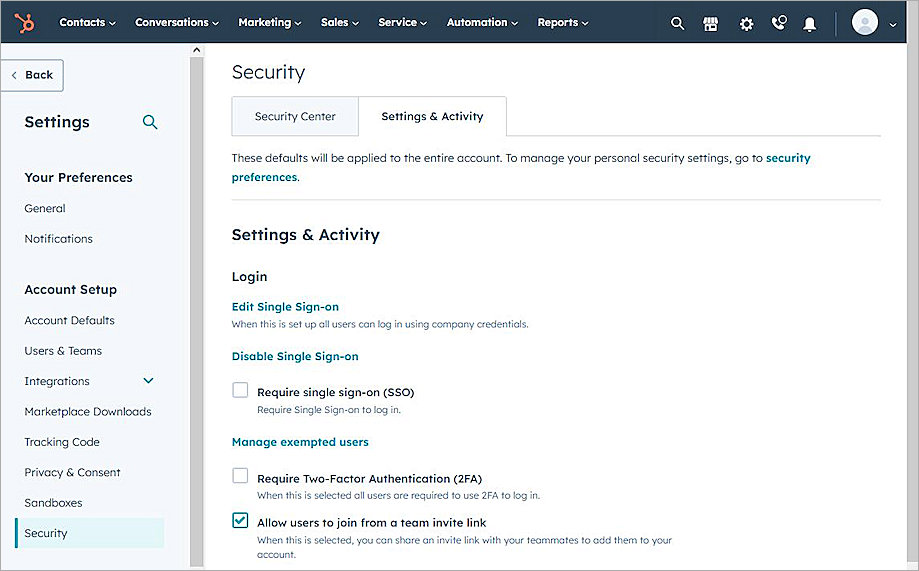 Contacts Conversations Marketing Sales Service Automation Reports
Back
Settings
Your Preferences
General
Notifications
Account Setup
Account Defaults
Users & Teams
Integrations
Marketplace Downloads
Tracking Code
Privacy & Consent
Sandboxes
Security
Security
Security Center Settings & Activity
These defaults will be applied to the entire account. To manage your personal security settings, go to security
preferences.
Settings & Activity
Login
Edit Single Sign-on
When this is set up all users can log in using company credentials.
Disable Single Sign-on
Require single sign-on (SSO)
Require Single Sign-on to log in.
Manage exempted users
Require Two-Factor Authentication (2FA)
When this is selected all users are required to use 2FA to log in.
Allow users to join from a team invite link
When this is selected, you can share an invite link with your teammates to add them to your
account.